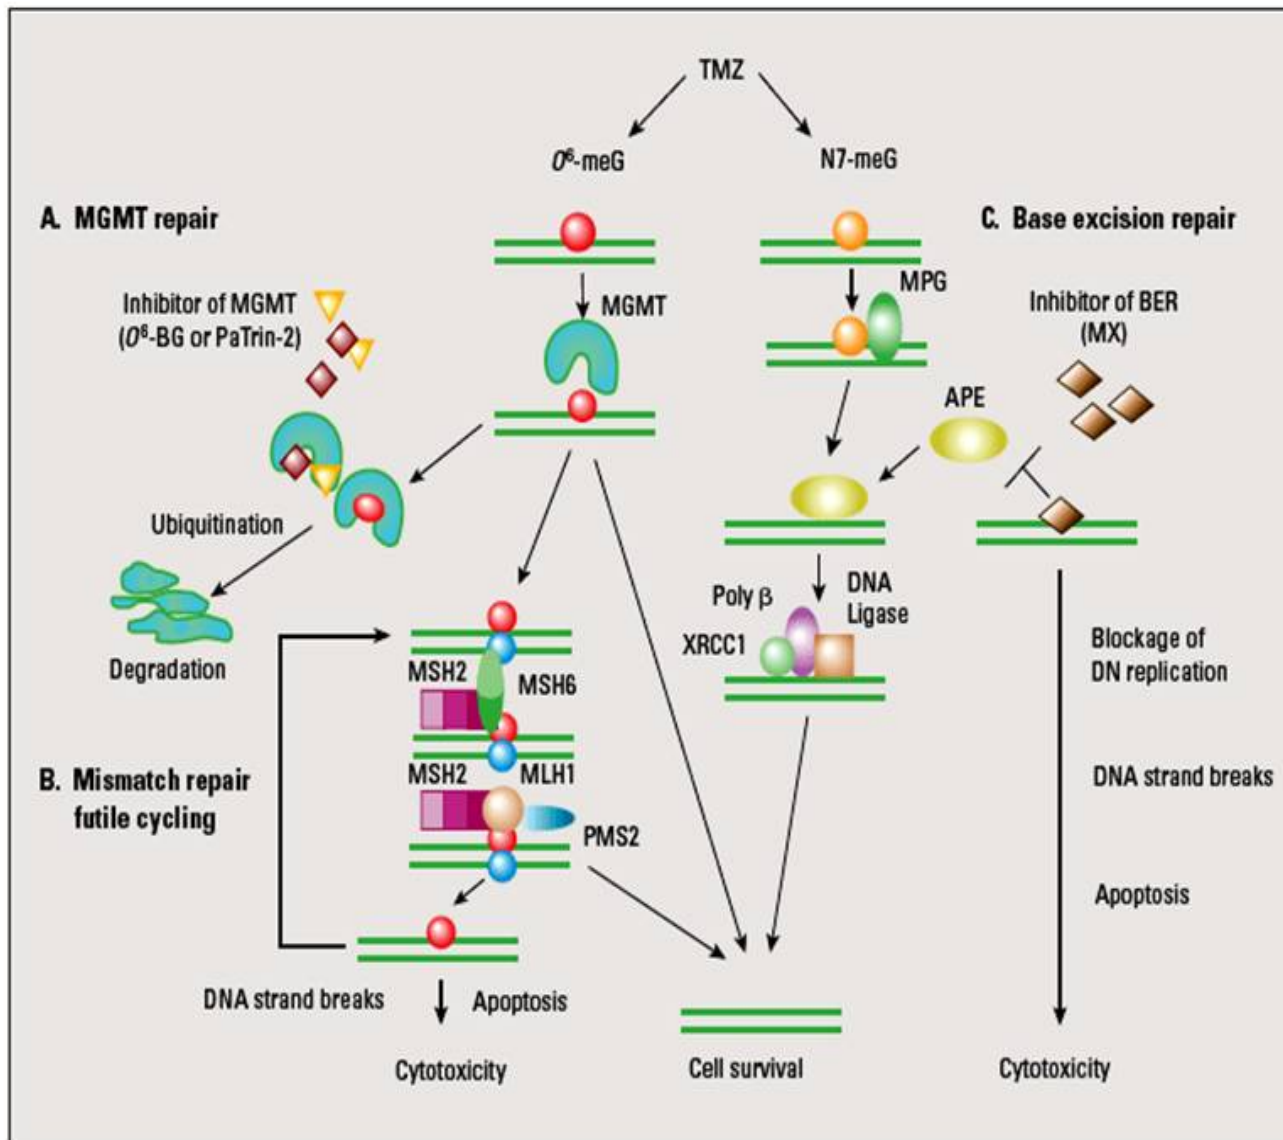 TMZ
O⁶-meG
N7-meG
A. MGMT repair
C. Base excision repair
Inhibitor of MGMT
(O⁶-BG or PaTrin-2)
MGMT
MPG
Inhibitor of BER
(MX)
APE
Ubiquitination
Degradation
Poly β
DNA
Ligase
XRCC1
Blockage of
DN replication
MSH2
MSH6
B. Mismatch repair
futile cycling
MSH2
MLH1
PMS2
DNA strand breaks
Apoptosis
DNA strand breaks
Apoptosis
Cytotoxicity
Cell survival
Cytotoxicity